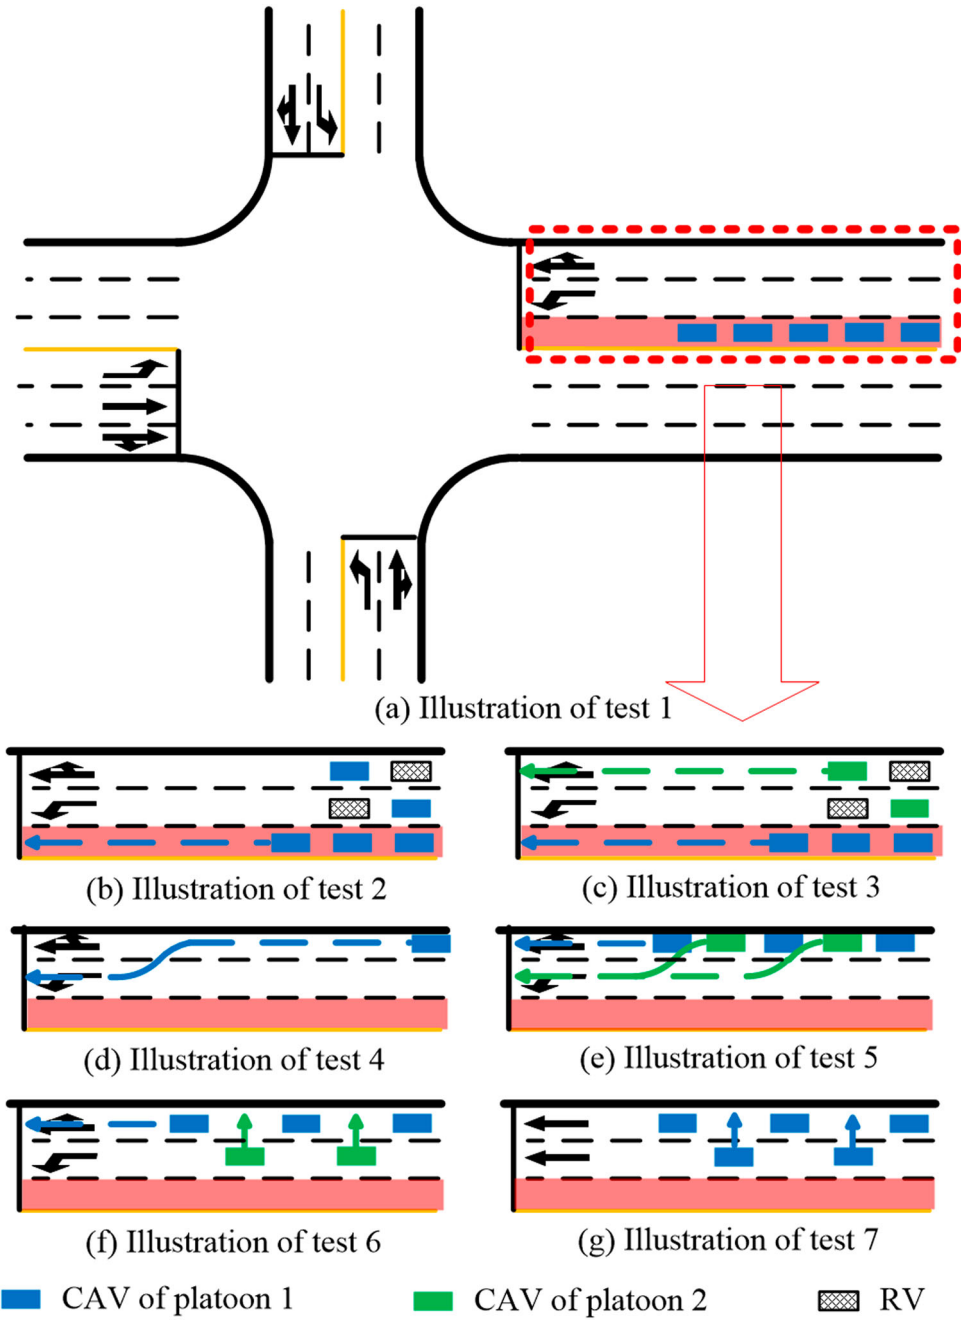 (a) Illustration of test 1
(b) Illustration of test 2
(c) Illustration of test 3
(d) Illustration of test 4
(e) Illustration of test 5
(f) Illustration of test 6
(g) Illustration of test 7
CAV of platoon 1
CAV of platoon 2
RV